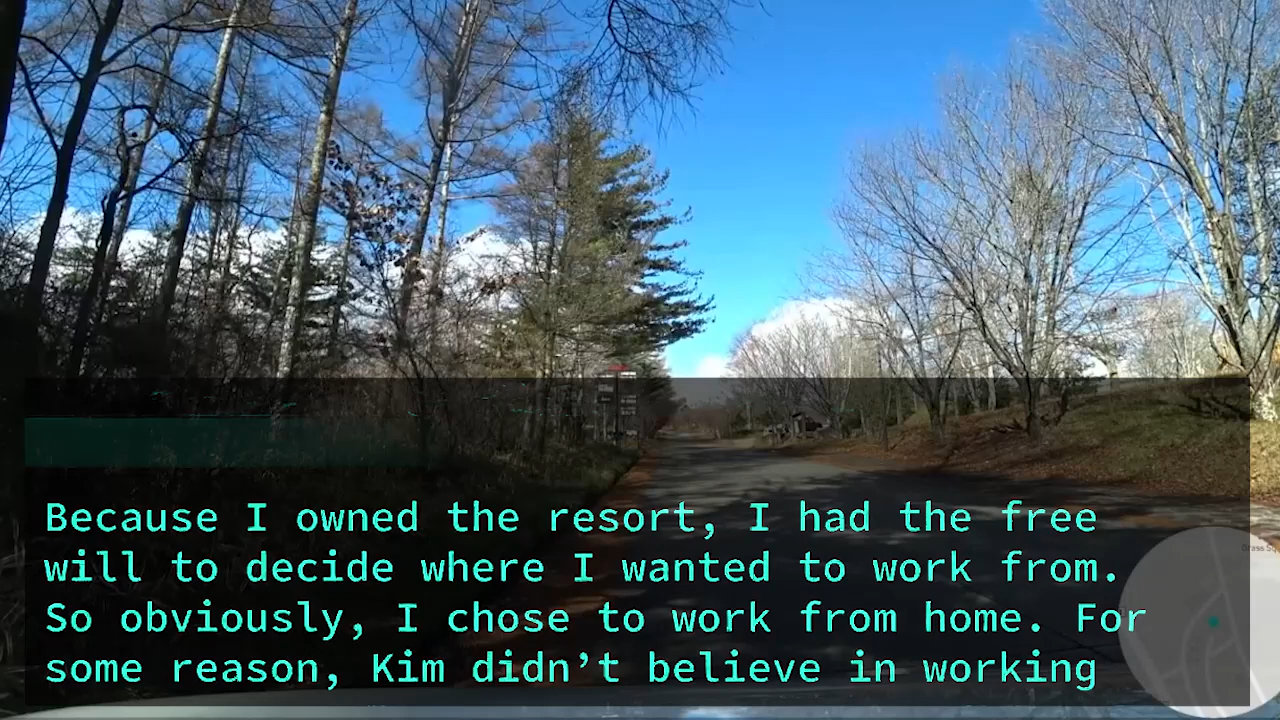 Because I owned the resort, I had the free
will to decide where I wanted to work from.
So obviously, I chose to work from home. For
some reason, Kim didn’t believe in working